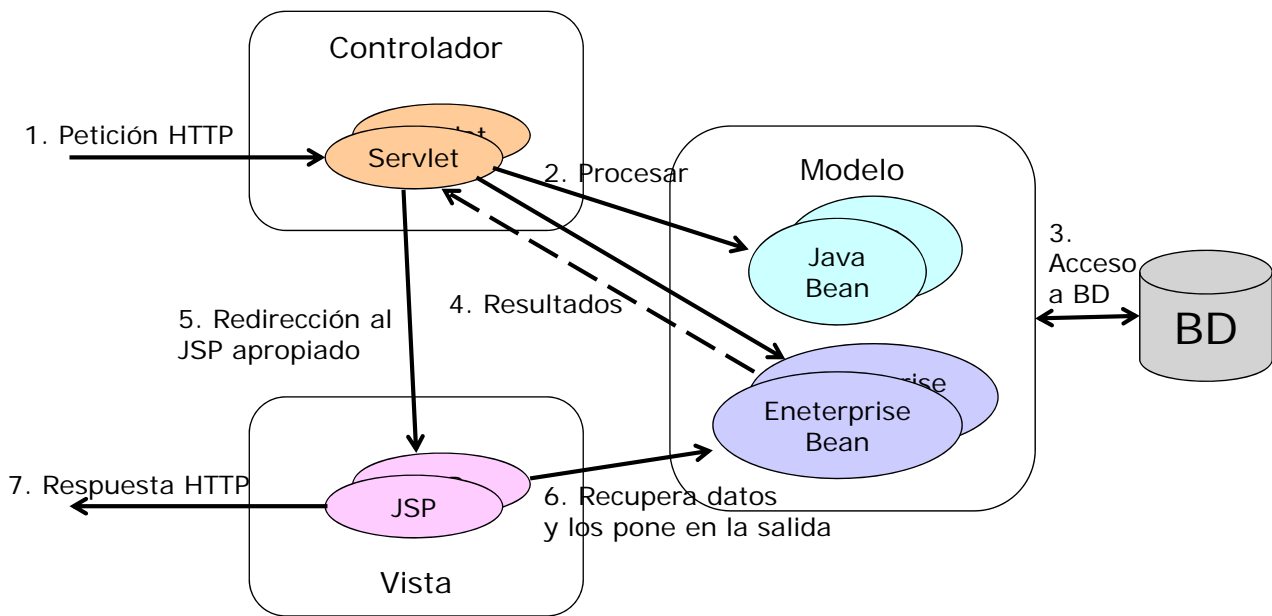 Controlador
1. Petición HTTP
Servlet
2. Procesar
Modelo
Java
Bean
3.
Acceso
a BD
BD
4. Resultados
5. Redirección al
JSP apropiado
Eneterprise
Bean
7. Respuesta HTTP
JSP
6. Recupera datos
y los pone en la salida
Vista